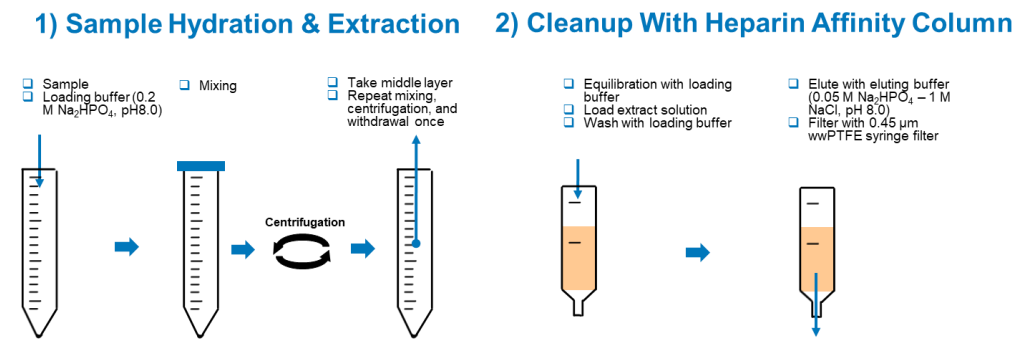 1) Sample Hydration & Extraction
2) Cleanup With Heparin Affinity Column
Sample
Loading buffer (0.2
M Na₂HPO₄, pH8.0)
Mixing
Take middle layer
Repeat mixing,
centrifugation, and
withdrawal once
Centrifugation
Equilibration with loading
buffer
Load extract solution
Wash with loading buffer
Elute with eluting buffer
(0.05 M Na₂HPO₄ – 1 M
NaCl, pH 8.0)
Filter with 0.45 µm
wwPTFE syringe filter